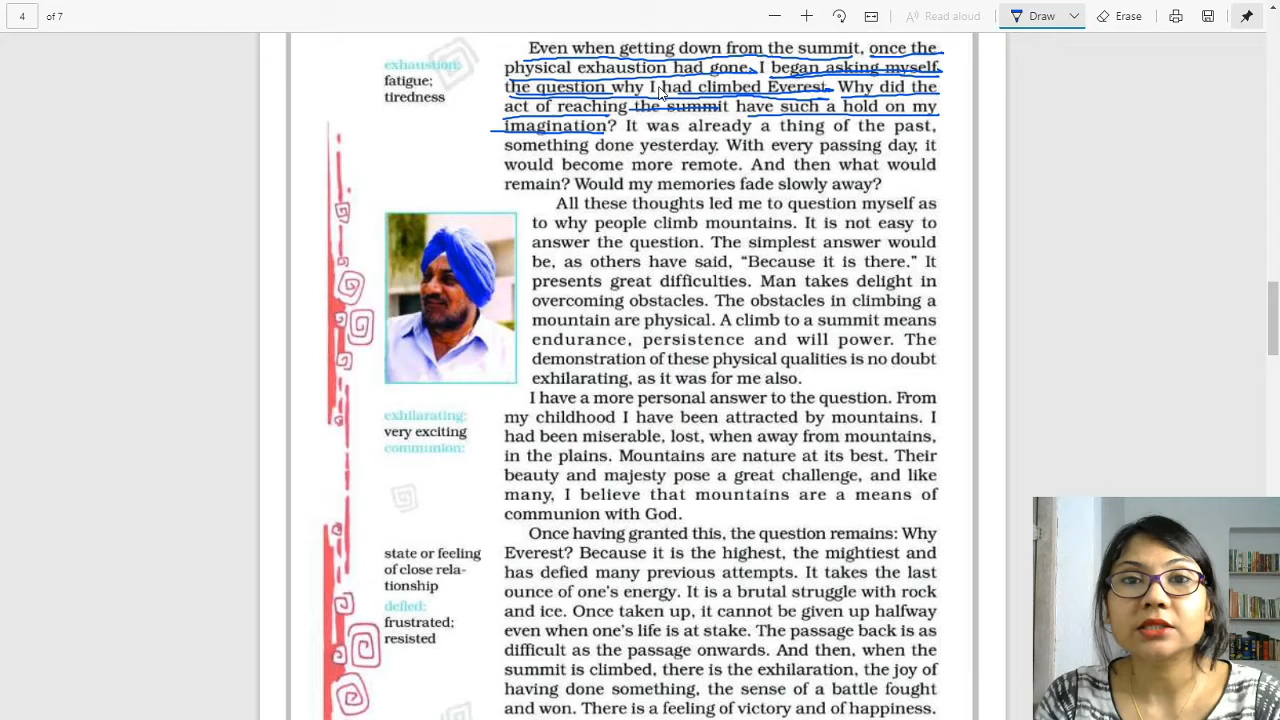 4
of 7
Read aloud
Draw
Erase
Even when getting down from the summit, once the
physical exhaustion had gone, I began asking myself
the question why I had climbed Everest. Why did the
act of reaching the summit have such a hold on my
imagination? It was already a thing of the past,
something done yesterday. With every passing day, it
would become more remote. And then what would
remain? Would my memories fade slowly away?
exhaustion:
fatigue;
tiredness
All these thoughts led me to question myself as
to why people climb mountains. It is not easy to
answer the question. The simplest answer would
be, as others have said, “Because it is there.” It
presents great difficulties. Man takes delight in
overcoming obstacles. The obstacles in climbing a
mountain are physical. A climb to a summit means
endurance, persistence and will power. The
demonstration of these physical qualities is no doubt
exhilarating, as it was for me also.
I have a more personal answer to the question. From
my childhood I have been attracted by mountains. I
had been miserable, lost, when away from mountains,
in the plains. Mountains are nature at its best. Their
beauty and majesty pose a great challenge, and like
many, I believe that mountains are a means of
communion with God.
exhilarating:
very exciting
communion:
state or feeling
of close rela-
tionship
defied:
frustrated;
resisted
Once having granted this, the question remains: Why
Everest? Because it is the highest, the mightiest and
has defied many previous attempts. It takes the last
ounce of one’s energy. It is a brutal struggle with rock
and ice. Once taken up, it cannot be given up halfway
even when one’s life is at stake. The passage back is as
difficult as the passage onwards. And then, when the
summit is climbed, there is the exhilaration, the joy of
having done something, the sense of a battle fought
and won. There is a feeling of victory and of happiness.